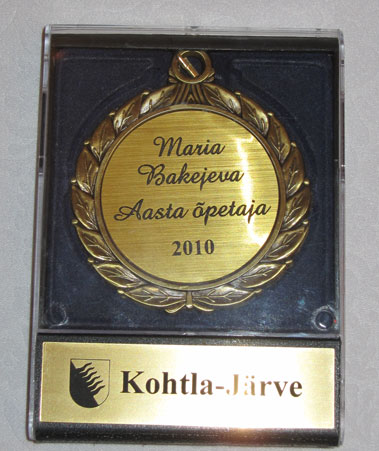 Maria
Bakejeva
Aasta õpetaja
2010
Kohtla-Järve